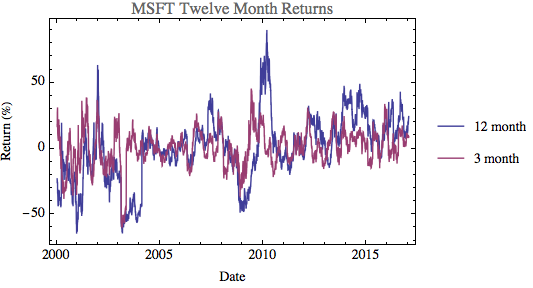 MSFT Twelve Month Returns
Return (%)
50
0
−50
2000
2005
2010
2015
Date
12 month
3 month